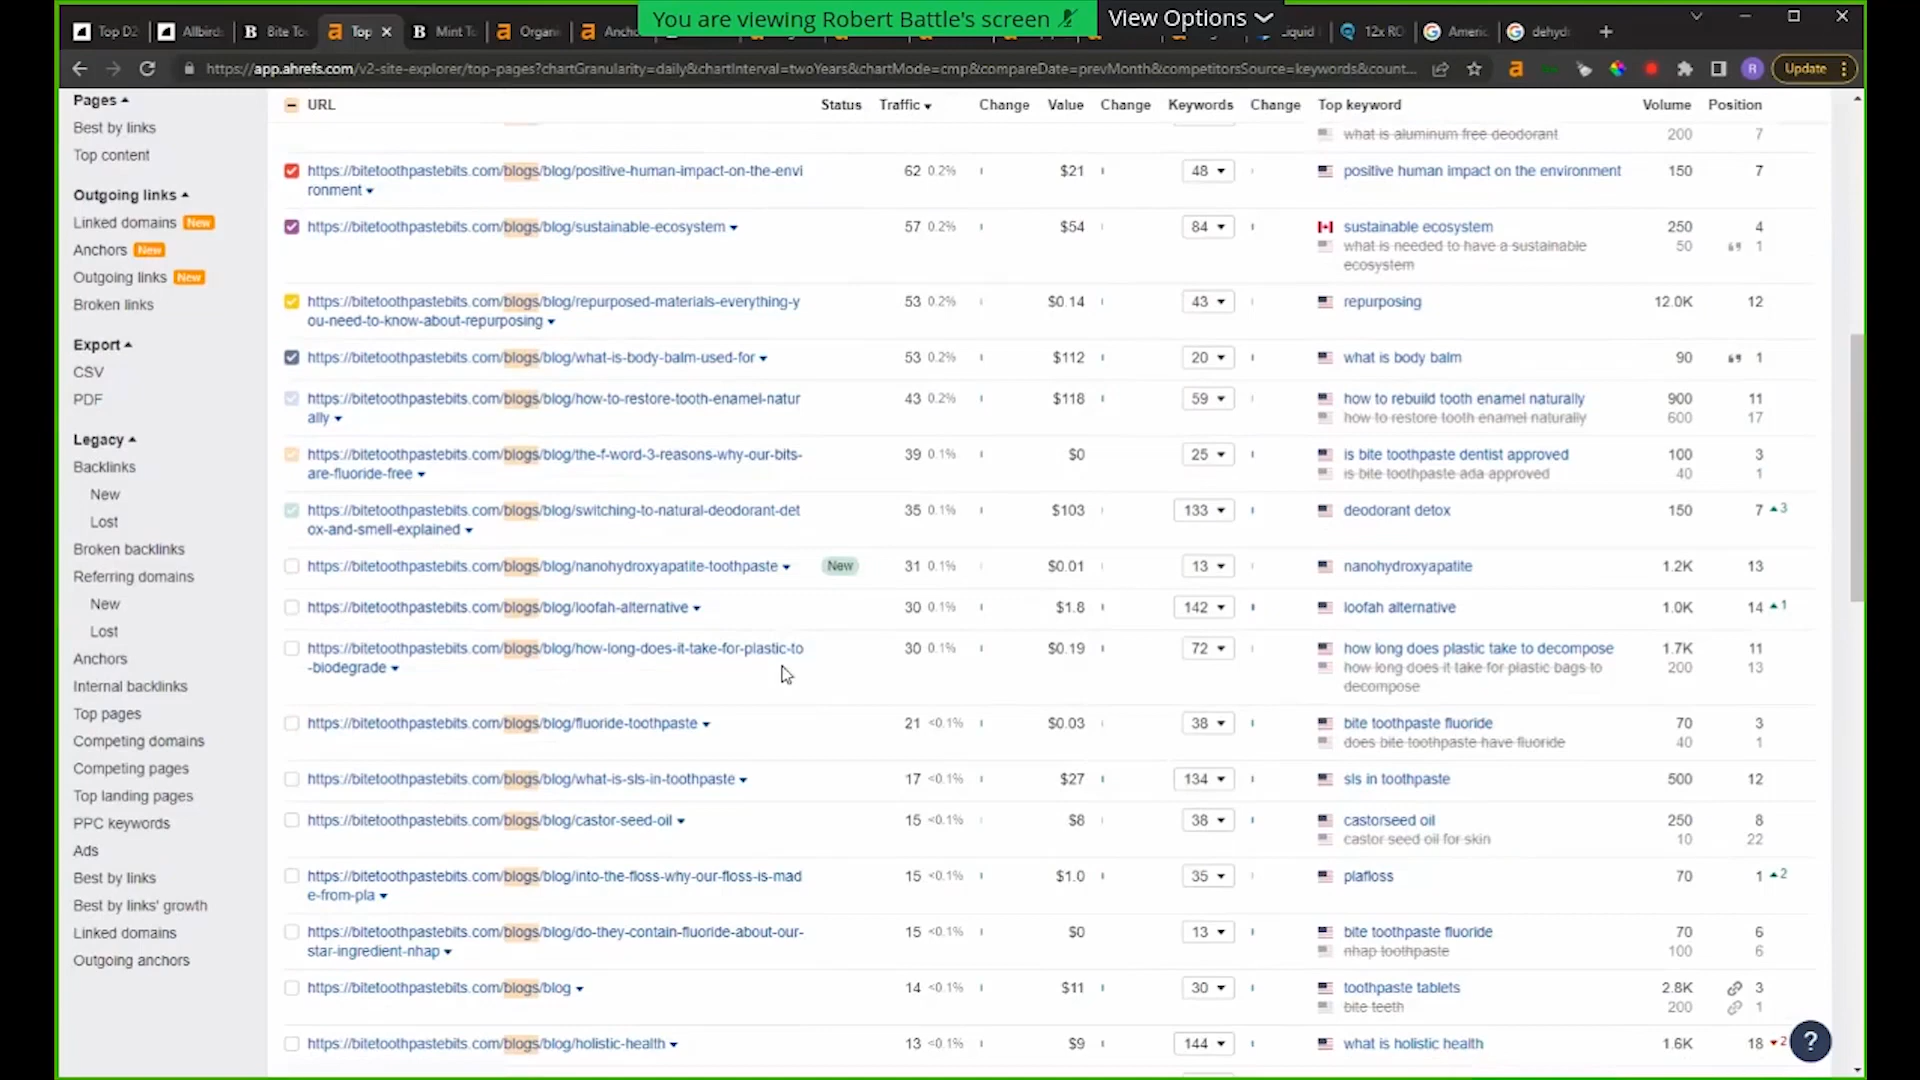 You are viewing Robert Battle's screen
View Options
Top D2
Allbird
Bite To
Top
Mint T
Organ
Ancho
Liquid
12x RO
Ameri
dehyd
https://app.ahrefs.com/v2-site-explorer/top-pages?chartGranularity=daily&chartInterval=twoYears&chartMode=cmp&compareDate=prevMonth&competitorsSource=keywords&count...
R
Update
Pages
Best by links
Top content
Outgoing links
Linked domains New
Anchors New
Outgoing links New
Broken links
Export
CSV
PDF
Legacy
Backlinks
New
Lost
Broken backlinks
Referring domains
New
Lost
Anchors
Internal backlinks
Top pages
Competing domains
Competing pages
Top landing pages
PPC keywords
Ads
Best by links
Best by links' growth
Linked domains
Outgoing anchors
URL Status Traffic Change Value Change Keywords Change Top keyword Volume Position
what is aluminum free deodorant 200 7
https://bitetoothpastebits.com/blogs/blog/positive-human-impact-on-the-envi 62 0.2% $21 48 positive human impact on the environment 150 7
ronment
https://bitetoothpastebits.com/blogs/blog/sustainable-ecosystem 57 0.2% $54 84 sustainable ecosystem 250 4
what is needed to have a sustainable 50 1
ecosystem
https://bitetoothpastebits.com/blogs/blog/repurposed-materials-everything-y 53 0.2% $0.14 43 repurposing 12.0K 12
ou-need-to-know-about-repurposing
https://bitetoothpastebits.com/blogs/blog/what-is-body-balm-used-for 53 0.2% $112 20 what is body balm 90 1
https://bitetoothpastebits.com/blogs/blog/how-to-restore-tooth-enamel-natur 43 0.2% $118 59 how to rebuild tooth enamel naturally 900 11
ally how to restore tooth enamel naturally 600 17
https://bitetoothpastebits.com/blogs/blog/the-f-word-3-reasons-why-our-bits- 39 0.1% $0 25 is bite toothpaste dentist approved 100 3
are-fluoride-free is bite toothpaste ada approved 40 1
https://bitetoothpastebits.com/blogs/blog/switching-to-natural-deodorant-det 35 0.1% $103 133 deodorant detox 150 7 3
ox-and-smell-explained
https://bitetoothpastebits.com/blogs/blog/nanohydroxyapatite-toothpaste New 31 0.1% $0.01 13 nanohydroxyapatite 1.2K 13
https://bitetoothpastebits.com/blogs/blog/loofah-alternative 30 0.1% $1.8 142 loofah alternative 1.0K 14 1
https://bitetoothpastebits.com/blogs/blog/how-long-does-it-take-for-plastic-to 30 0.1% $0.19 72 how long does plastic take to decompose 1.7K 11
-biodegrade how long does it take for plastic bags to 200 13
decompose
https://bitetoothpastebits.com/blogs/blog/fluoride-toothpaste 21 <0.1% $0.03 38 bite toothpaste fluoride 70 3
does bite toothpaste have fluoride 40 1
https://bitetoothpastebits.com/blogs/blog/what-is-sls-in-toothpaste 17 <0.1% $27 134 sls in toothpaste 500 12
https://bitetoothpastebits.com/blogs/blog/castor-seed-oil 15 <0.1% $8 38 castorseed oil 250 8
castor seed oil for skin 10 22
https://bitetoothpastebits.com/blogs/blog/into-the-floss-why-our-floss-is-mad 15 <0.1% $1.0 35 plafloss 70 1 2
e-from-pla
https://bitetoothpastebits.com/blogs/blog/do-they-contain-fluoride-about-our- 15 <0.1% $0 13 bite toothpaste fluoride 70 6
star-ingredient-nhap nhap toothpaste 100 6
https://bitetoothpastebits.com/blogs/blog 14 <0.1% $11 30 toothpaste tablets 2.8K 3
bite teeth 200 1
https://bitetoothpastebits.com/blogs/blog/holistic-health 13 <0.1% $9 144 what is holistic health 1.6K 18 2
?